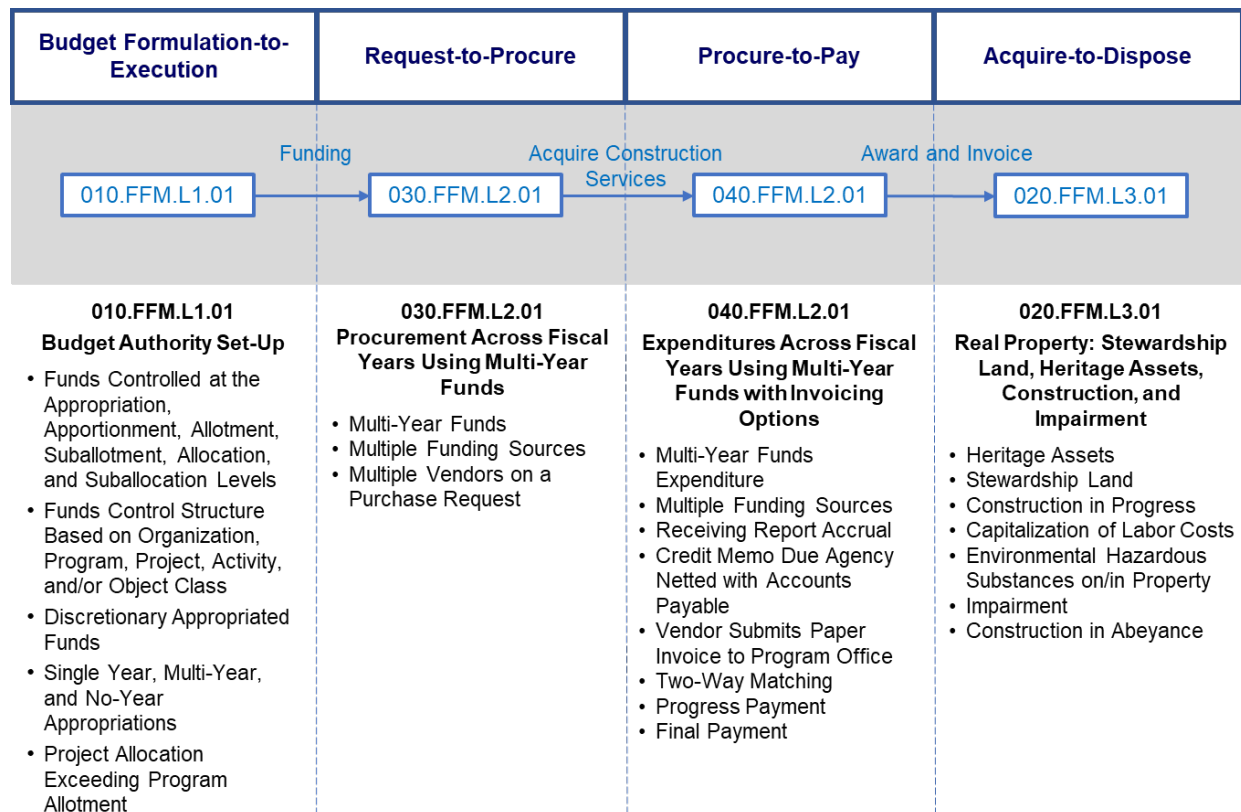 Budget Formulation-to-
Execution
Request-to-Procure
Procure-to-Pay
Acquire-to-Dispose
Funding
Acquire Construction
Services
Award and Invoice
010.FFM.L1.01
030.FFM.L2.01
040.FFM.L2.01
020.FFM.L3.01
010.FFM.L1.01
Budget Authority Set-Up
• Funds Controlled at the
Appropriation,
Apportionment, Allotment,
Suballotment, Allocation,
and Suballocation Levels
• Funds Control Structure
Based on Organization,
Program, Project, Activity,
and/or Object Class
• Discretionary Appropriated
Funds
• Single Year, Multi-Year,
and No-Year
Appropriations
• Project Allocation
Exceeding Program
Allotment
030.FFM.L2.01
Procurement Across Fiscal
Years Using Multi-Year
Funds
• Multi-Year Funds
• Multiple Funding Sources
• Multiple Vendors on a
Purchase Request
040.FFM.L2.01
Expenditures Across Fiscal
Years Using Multi-Year
Funds with Invoicing
Options
• Multi-Year Funds
Expenditure
• Multiple Funding Sources
• Receiving Report Accrual
• Credit Memo Due Agency
Netted with Accounts
Payable
• Vendor Submits Paper
Invoice to Program Office
• Two-Way Matching
• Progress Payment
• Final Payment
020.FFM.L3.01
Real Property: Stewardship
Land, Heritage Assets,
Construction, and
Impairment
• Heritage Assets
• Stewardship Land
• Construction in Progress
• Capitalization of Labor Costs
• Environmental Hazardous
Substances on/in Property
• Impairment
• Construction in Abeyance